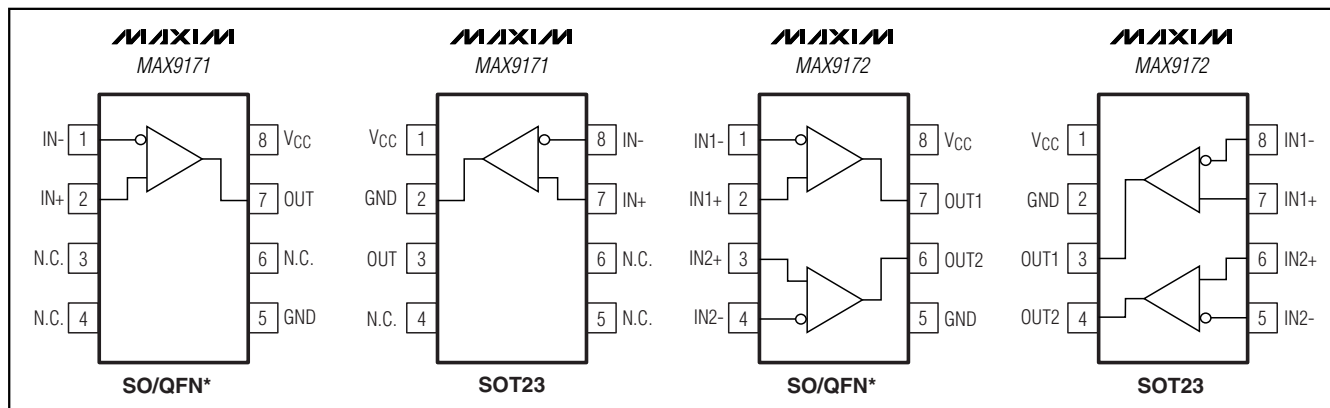 MAXIM
MAX9171
IN- 1
8 VCC
IN+ 2
7 OUT
N.C. 3
6 N.C.
N.C. 4
5 GND
SO/QFN*
MAXIM
MAX9171
VCC 1
8 IN-
GND 2
7 IN+
OUT 3
6 N.C.
N.C. 4
5 N.C.
SOT23
MAXIM
MAX9172
IN1- 1
8 VCC
IN1+ 2
7 OUT1
IN2+ 3
6 OUT2
IN2- 4
5 GND
SO/QFN*
MAXIM
MAX9172
VCC 1
8 IN1-
GND 2
7 IN1+
OUT1 3
6 IN2+
OUT2 4
5 IN2-
SOT23